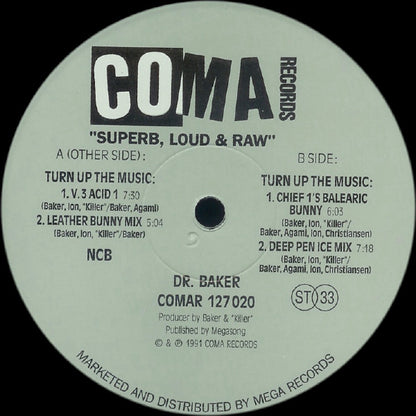 COMA
RECORDS
"SUPERB, LOUD & RAW"
A (OTHER SIDE):
TURN UP THE MUSIC:
1. V.3 ACID 1 7:30
(Baker, Ion, "Killer"/Baker, Agami)
2. LEATHER BUNNY MIX 5:04
(Baker, Ion, "Killer"/Baker)
NCB
B SIDE:
TURN UP THE MUSIC:
1. CHIEF 1'S BALEARIC
BUNNY 6:03
(Baker, Ion, "Killer"/
Baker, Agami, Ion, Christiansen)
2. DEEP PEN ICE MIX 7:18
(Baker, Ion, "Killer"/
Baker, Agami, Ion, Christiansen)
DR. BAKER
COMAR 127020
ST 33
Producer by Baker & "Killer"
Published by Megasong
© & ℗ 1991 COMA RECORDS
MARKETED AND DISTRIBUTED BY MEGA RECORDS